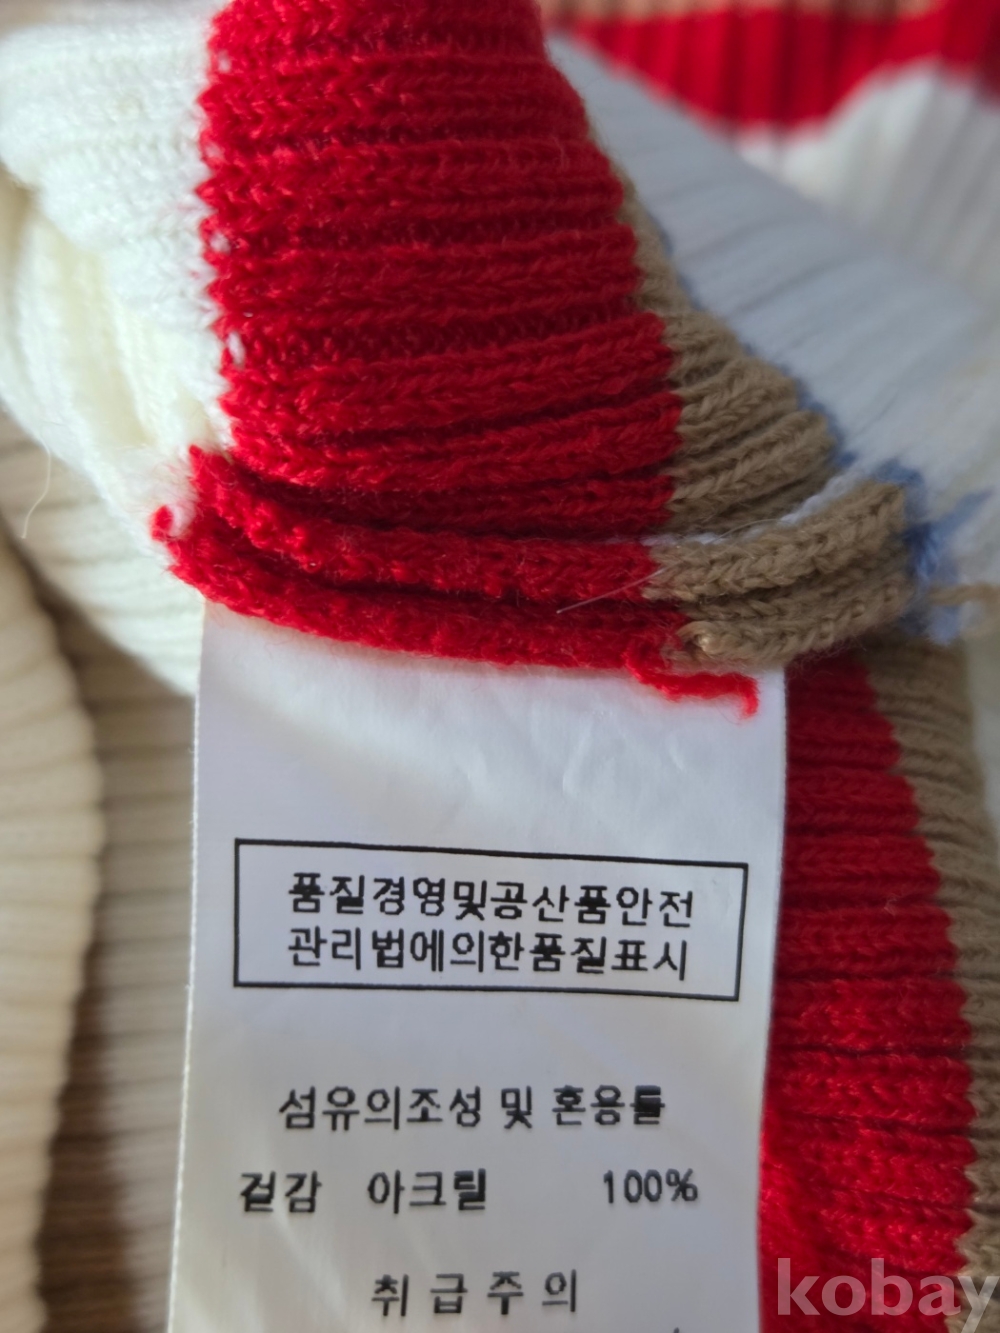 품질경영및공산품안전
관리법에의한품질표시
섬유의조성 및 혼용률
겉감 아크릴 100%
취급주의
kobay